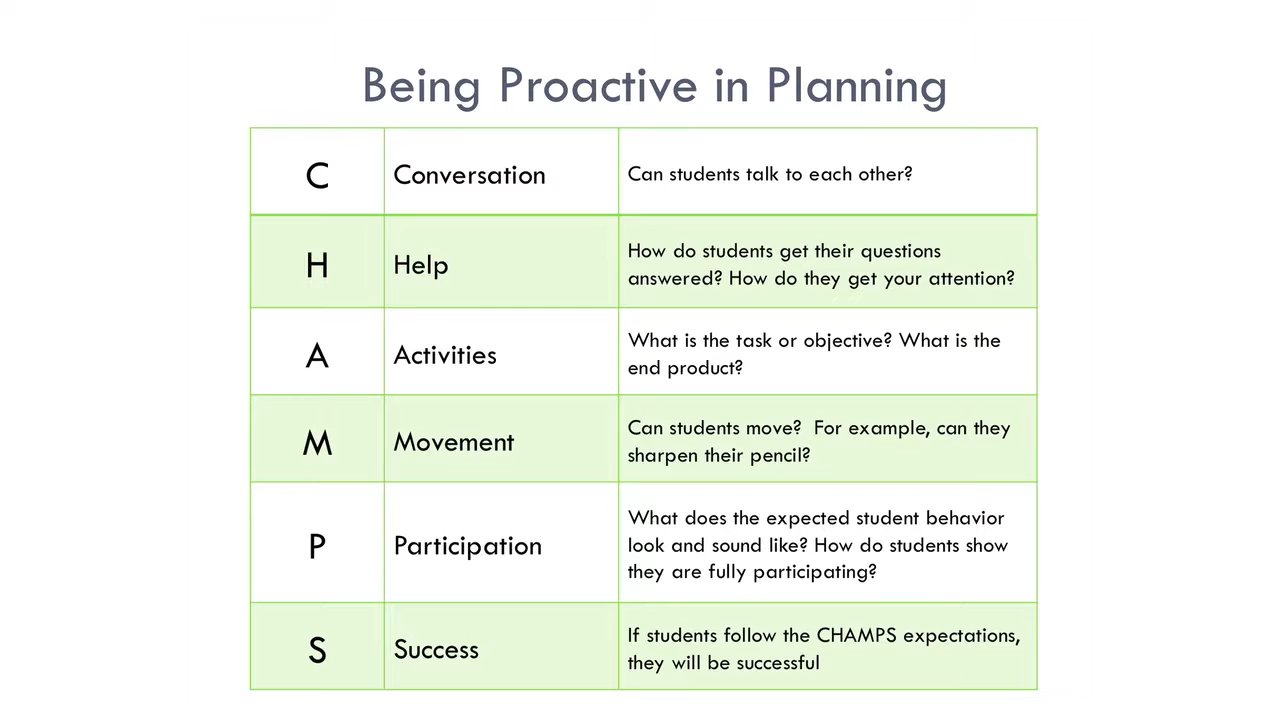 Being Proactive in Planning
C
Conversation
Can students talk to each other?
H
Help
How do students get their questions
answered? How do they get your attention?
A
Activities
What is the task or objective? What is the
end product?
M
Movement
Can students move?  For example, can they
sharpen their pencil?
P
Participation
What does the expected student behavior
look and sound like? How do students show
they are fully participating?
S
Success
If students follow the CHAMPS expectations,
they will be successful